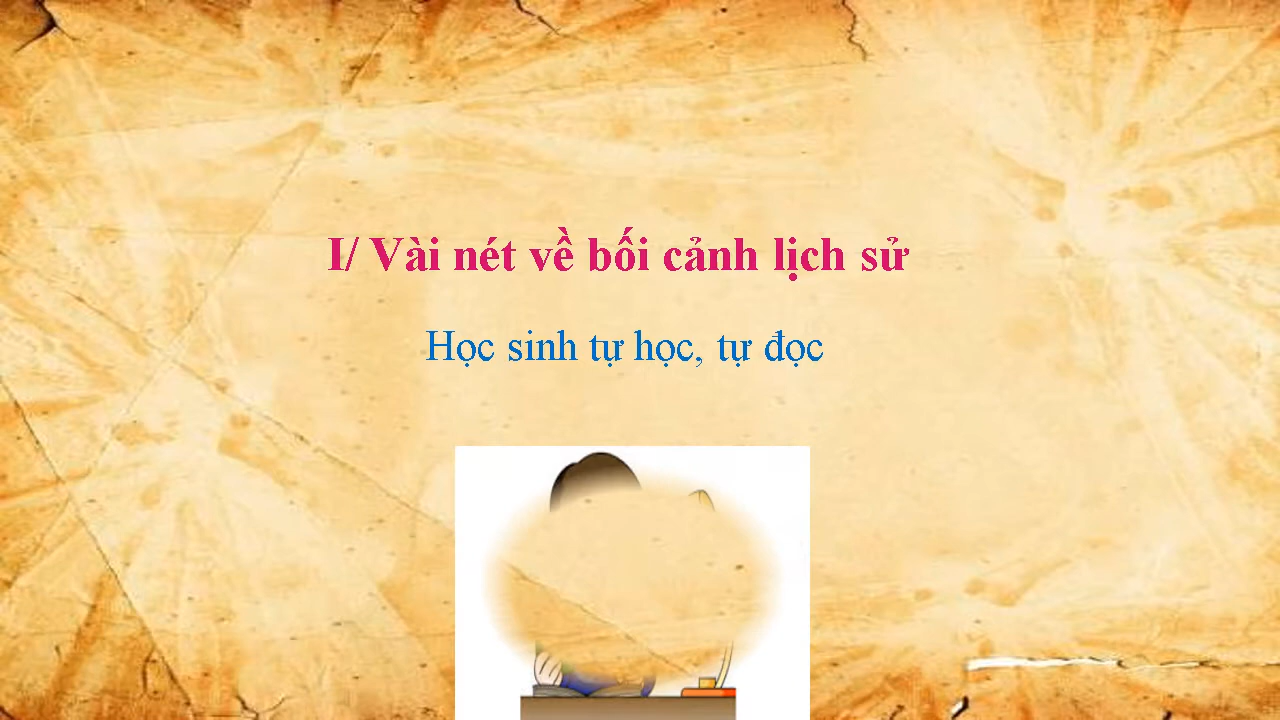 I/ Vài nét về bối cảnh lịch sử
Học sinh tự học, tự đọc